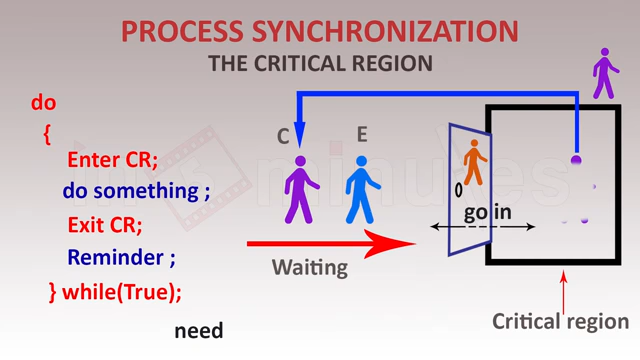 PROCESS SYNCHRONIZATION
THE CRITICAL REGION
do
{
Enter CR;
do something ;
Exit CR;
Reminder ;
} while(True);
need
C
E
Waiting
go in
Critical region
minutes